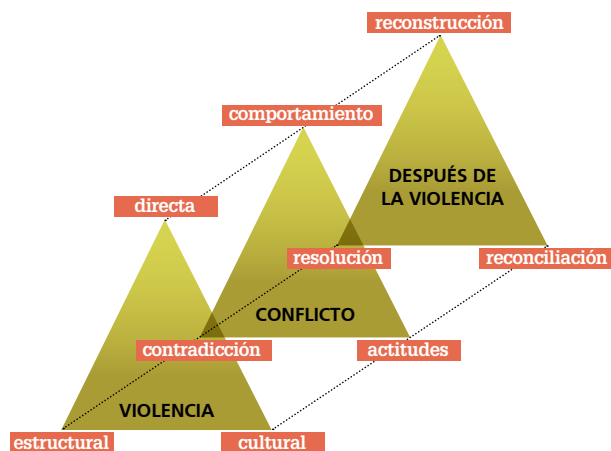 reconstrucción
comportamiento
DESPUÉS DE
LA VIOLENCIA
directa
resolución
reconciliación
CONFLICTO
contradicción
actitudes
VIOLENCIA
estructural
cultural